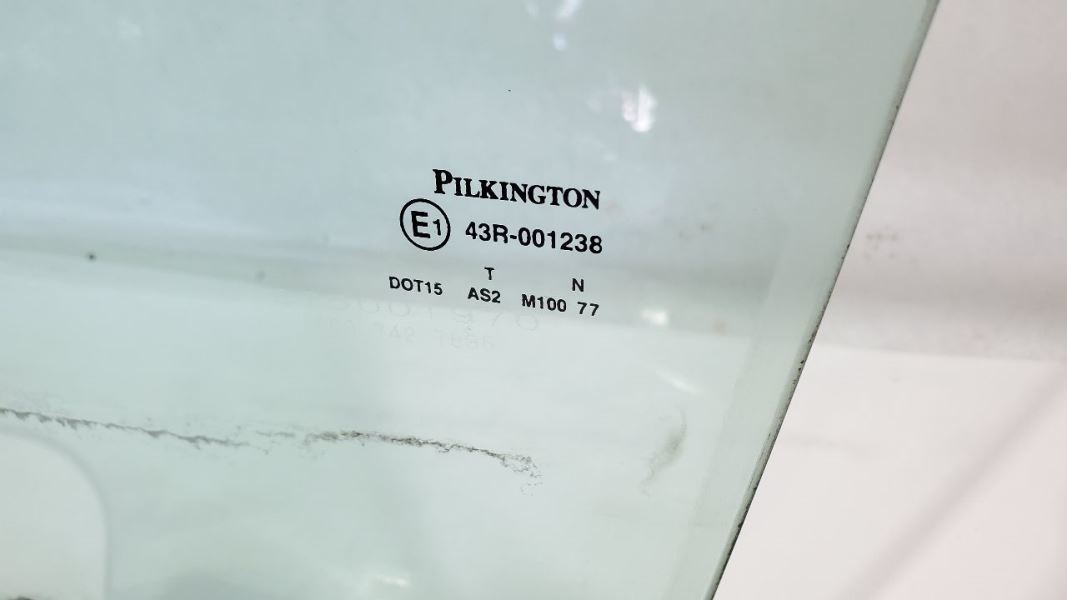 PILKINGTON
E1 43R-001238
T N
DOT15 AS2 M100 77